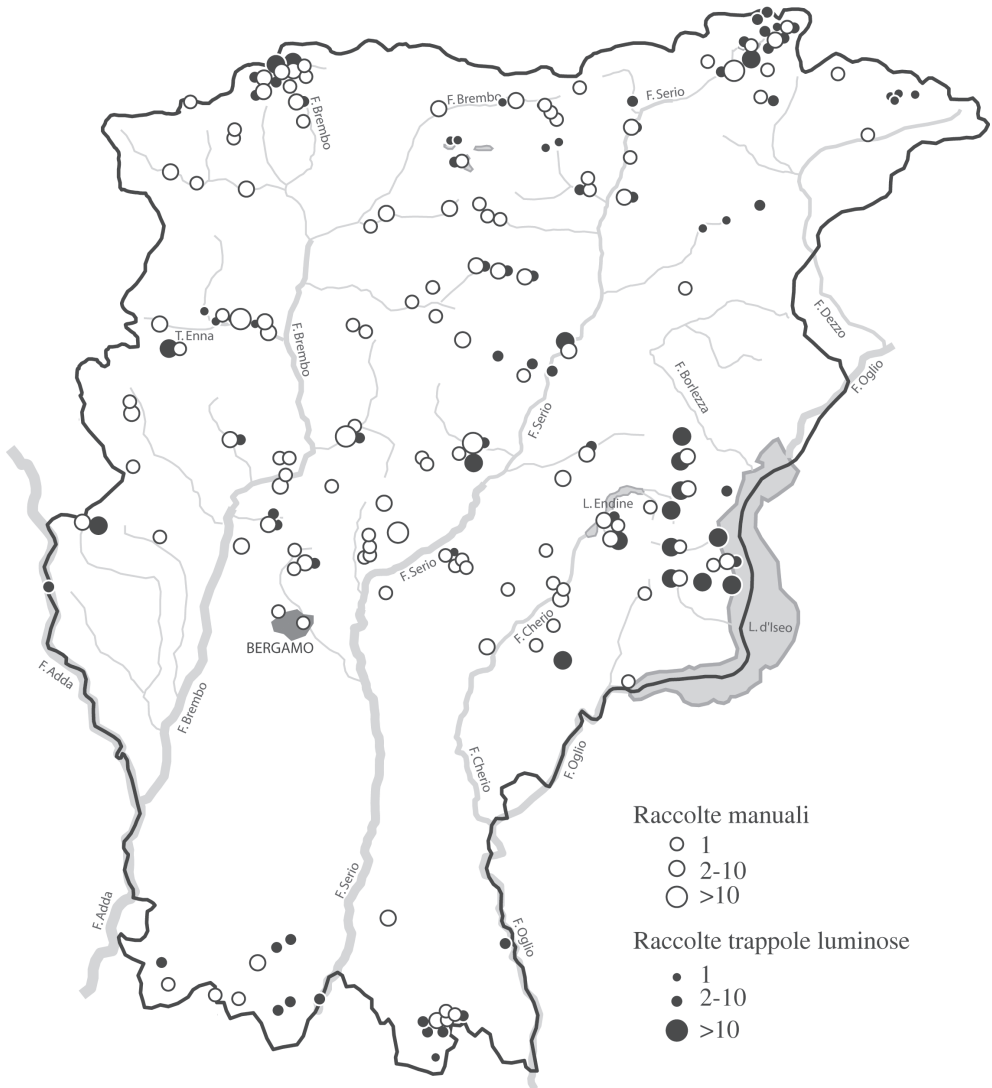 F. Brembo
F. Brembo
F. Serio
T. Enna
F. Brembo
F. Dezzo
F. Oglio
F. Borlezza
F. Serio
L. Endine
F. Serio
F. Cherio
L. d'Iseo
BERGAMO
F. Adda
F. Brembo
F. Cherio
F. Oglio
F. Serio
F. Adda
F. Oglio
Raccolte manuali
1
2-10
>10
Raccolte trappole luminose
1
2-10
>10